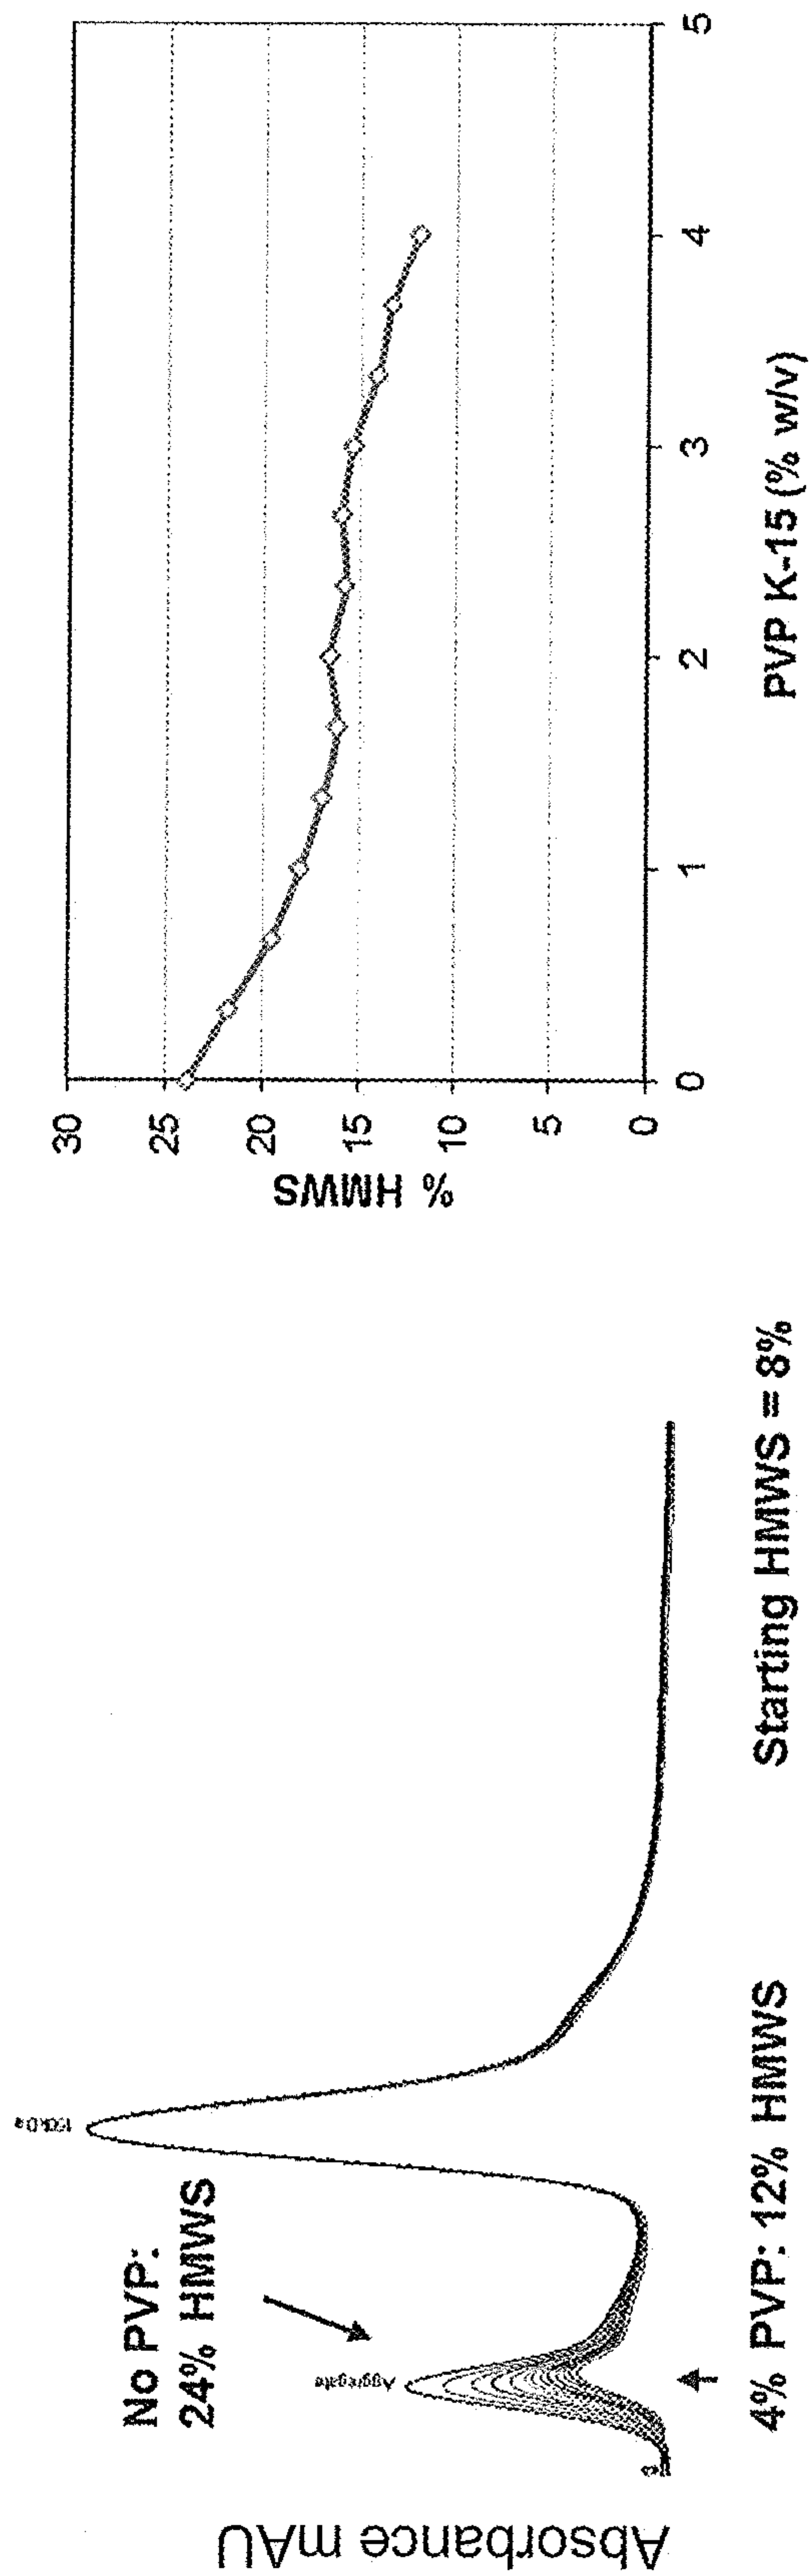 Absorbance mAU
No PVP:
24% HMWS
Aggregate
150kDa
4% PVP: 12% HMWS
Starting HMWS = 8%
% HMWS
30
25
20
15
10
5
0
0
1
2
3
4
5
PVP K-15 (% w/v)